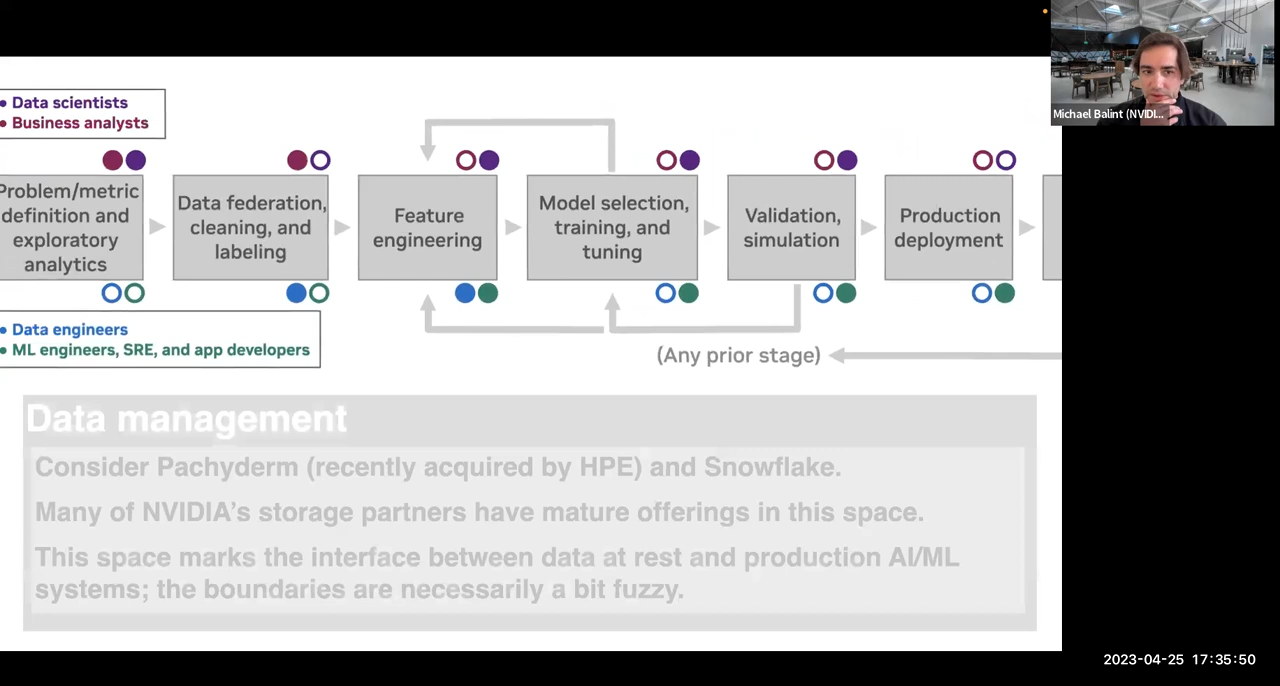 Michael Balint (NVIDI...
• Data scientists
• Business analysts
Problem/metric
definition and
exploratory
analytics
Data federation,
cleaning, and
labeling
Feature
engineering
Model selection,
training, and
tuning
Validation,
simulation
Production
deployment
• Data engineers
• ML engineers, SRE, and app developers
(Any prior stage)
Data management
Consider Pachyderm (recently acquired by HPE) and Snowflake.
Many of NVIDIA’s storage partners have mature offerings in this space.
This space marks the interface between data at rest and production AI/ML
systems; the boundaries are necessarily a bit fuzzy.
2023-04-25 17:35:50